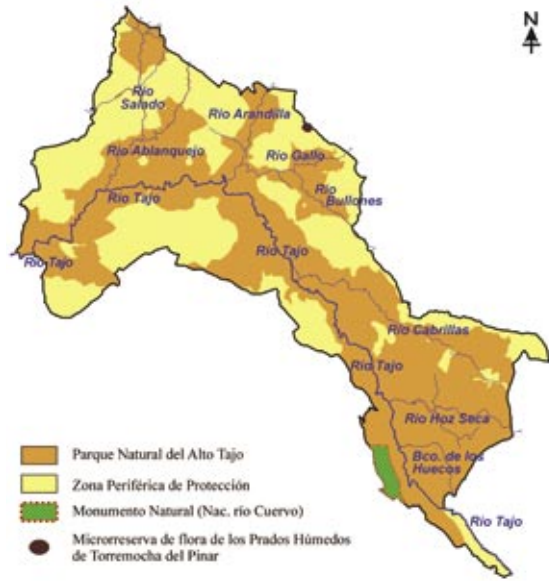 N
Río
Salado
Río Arandilla
Río Ablanquejo
Río Gallo
Río
Bullones
Río Tajo
Río Tajo
Río Tajo
Río Cabrillas
Río Tajo
Río Hoz Seca
Bco. de los
Huecos
Río Tajo
Parque Natural del Alto Tajo
Zona Periférica de Protección
Monumento Natural (Nac. río Cuervo)
Microrreserva de flora de los Prados Húmedos
de Torremocha del Pinar